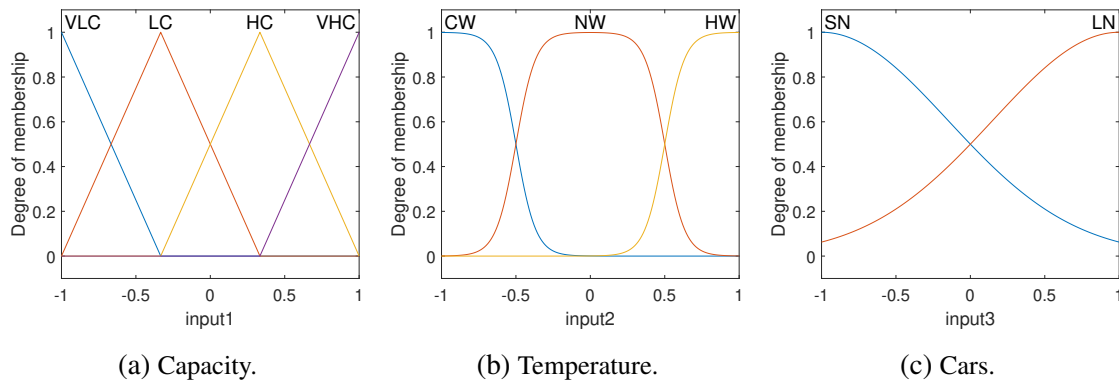 VLC LC HC VHC
1
0.8
0.6
0.4
0.2
0
Degree of membership
-1 -0.5 0 0.5 1
input1
(a) Capacity.
CW NW HW
1
0.8
0.6
0.4
0.2
0
Degree of membership
-1 -0.5 0 0.5 1
input2
(b) Temperature.
SN LN
1
0.8
0.6
0.4
0.2
0
Degree of membership
-1 -0.5 0 0.5 1
input3
(c) Cars.